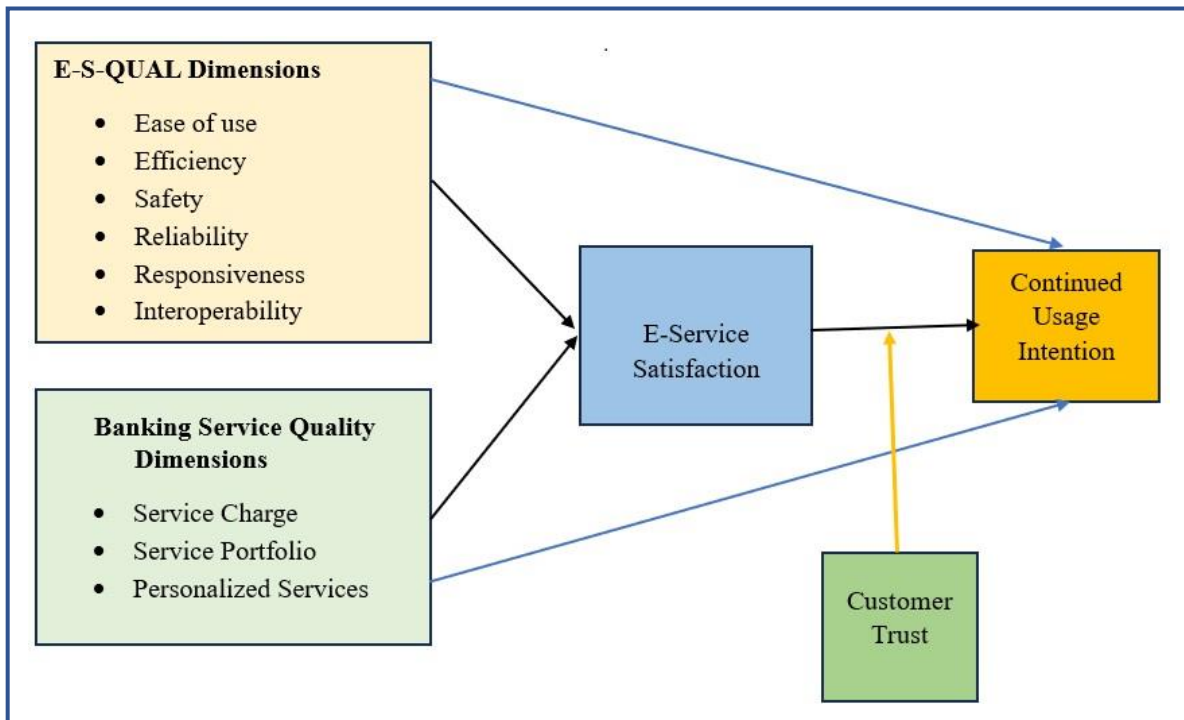 E-S-QUAL Dimensions
• Ease of use
• Efficiency
• Safety
• Reliability
• Responsiveness
• Interoperability
Banking Service Quality
Dimensions
• Service Charge
• Service Portfolio
• Personalized Services
E-Service
Satisfaction
Continued
Usage
Intention
Customer
Trust